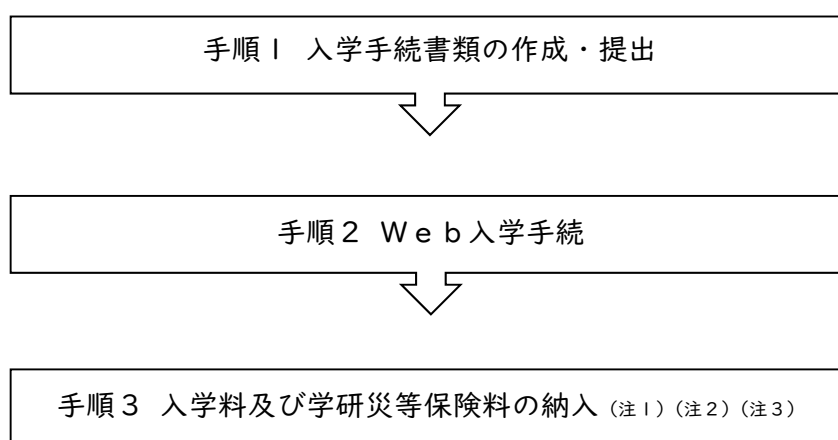 手順１ 入学手続書類の作成・提出
手順２ Ｗｅｂ入学手続
手順３ 入学料及び学研災等保険料の納入（注１）（注２）（注３）